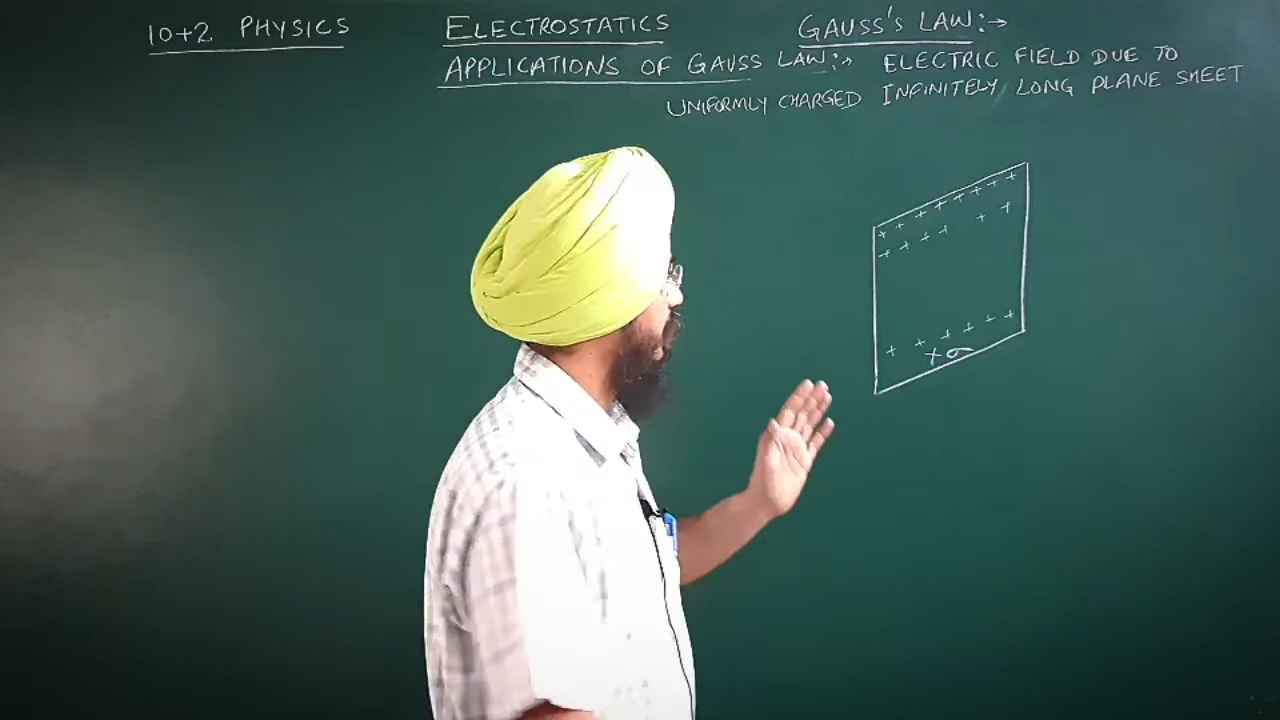 10+2 PHYSICS ELECTROSTATICS GAUSS'S LAW:→
APPLICATIONS OF GAUSS LAW:→ ELECTRIC FIELD DUE TO
UNIFORMLY CHARGED INFINITELY LONG PLANE SHEET
+ + + + + + + +
+ + + + + +
+ + + + + +
+σ